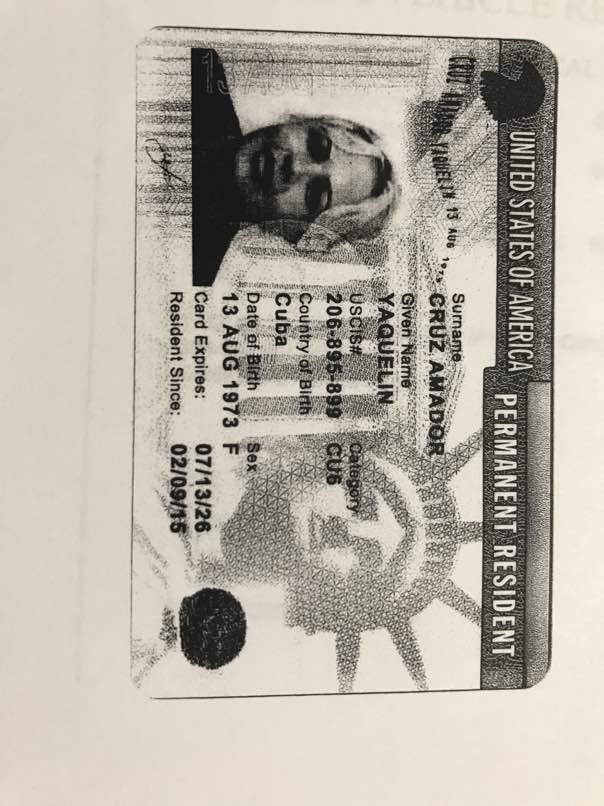 VEHICLE RE
UNITED STATES OF AMERICA PERMANENT RESIDENT
CRUZ AMADOR, YAQUELIN 13 AUG 1973
Surname
CRUZ AMADOR
Given Name
YAQUELIN
USCIS# Category
206-895-899 CU6
Country of Birth
Cuba
Date of Birth Sex
13 AUG 1973 F
Card Expires: 07/13/26
Resident Since: 02/09/15